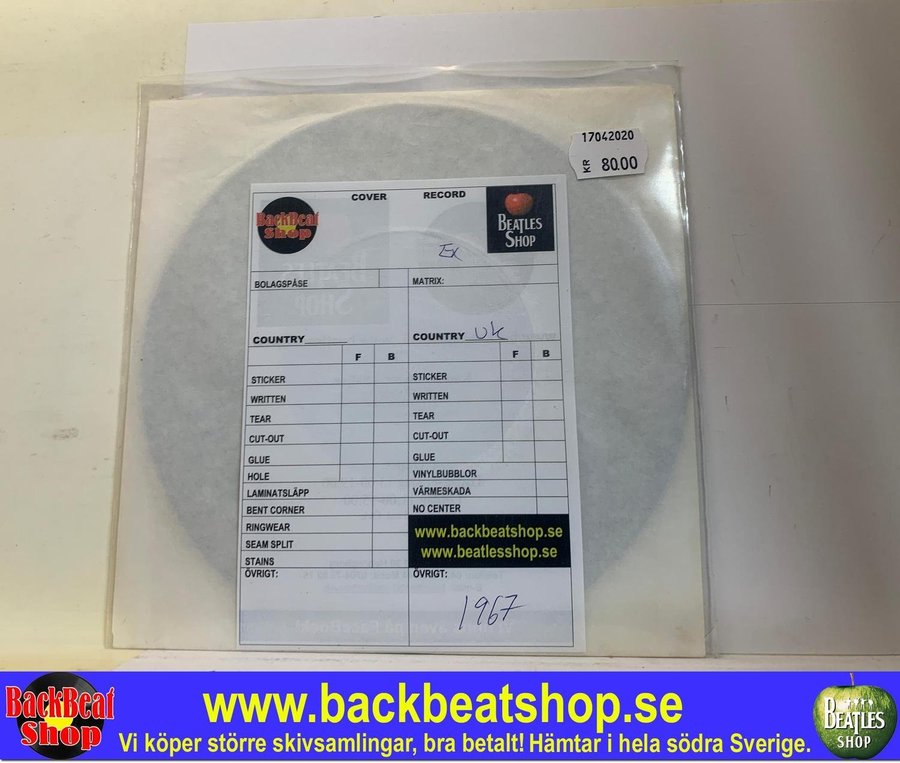 17042020
KR 80.00
COVER RECORD
BackBeat Shop
BEATLES SHOP
EX
BOLAGSPÅSE MATRIX:
COUNTRY______ COUNTRY UK
F B F B
STICKER STICKER
WRITTEN WRITTEN
TEAR TEAR
CUT-OUT CUT-OUT
GLUE GLUE
HOLE VINYLBUBBLOR
LAMINATSLÄPP VÄRMESKADA
BENT CORNER NO CENTER
RINGWEAR
SEAM SPLIT
STAINS
www.backbeatshop.se
www.beatlesshop.se
ÖVRIGT: ÖVRIGT:
1967
BackBeat Shop
www.backbeatshop.se
Vi köper större skivsamlingar, bra betalt! Hämtar i hela södra Sverige.
BEATLES SHOP